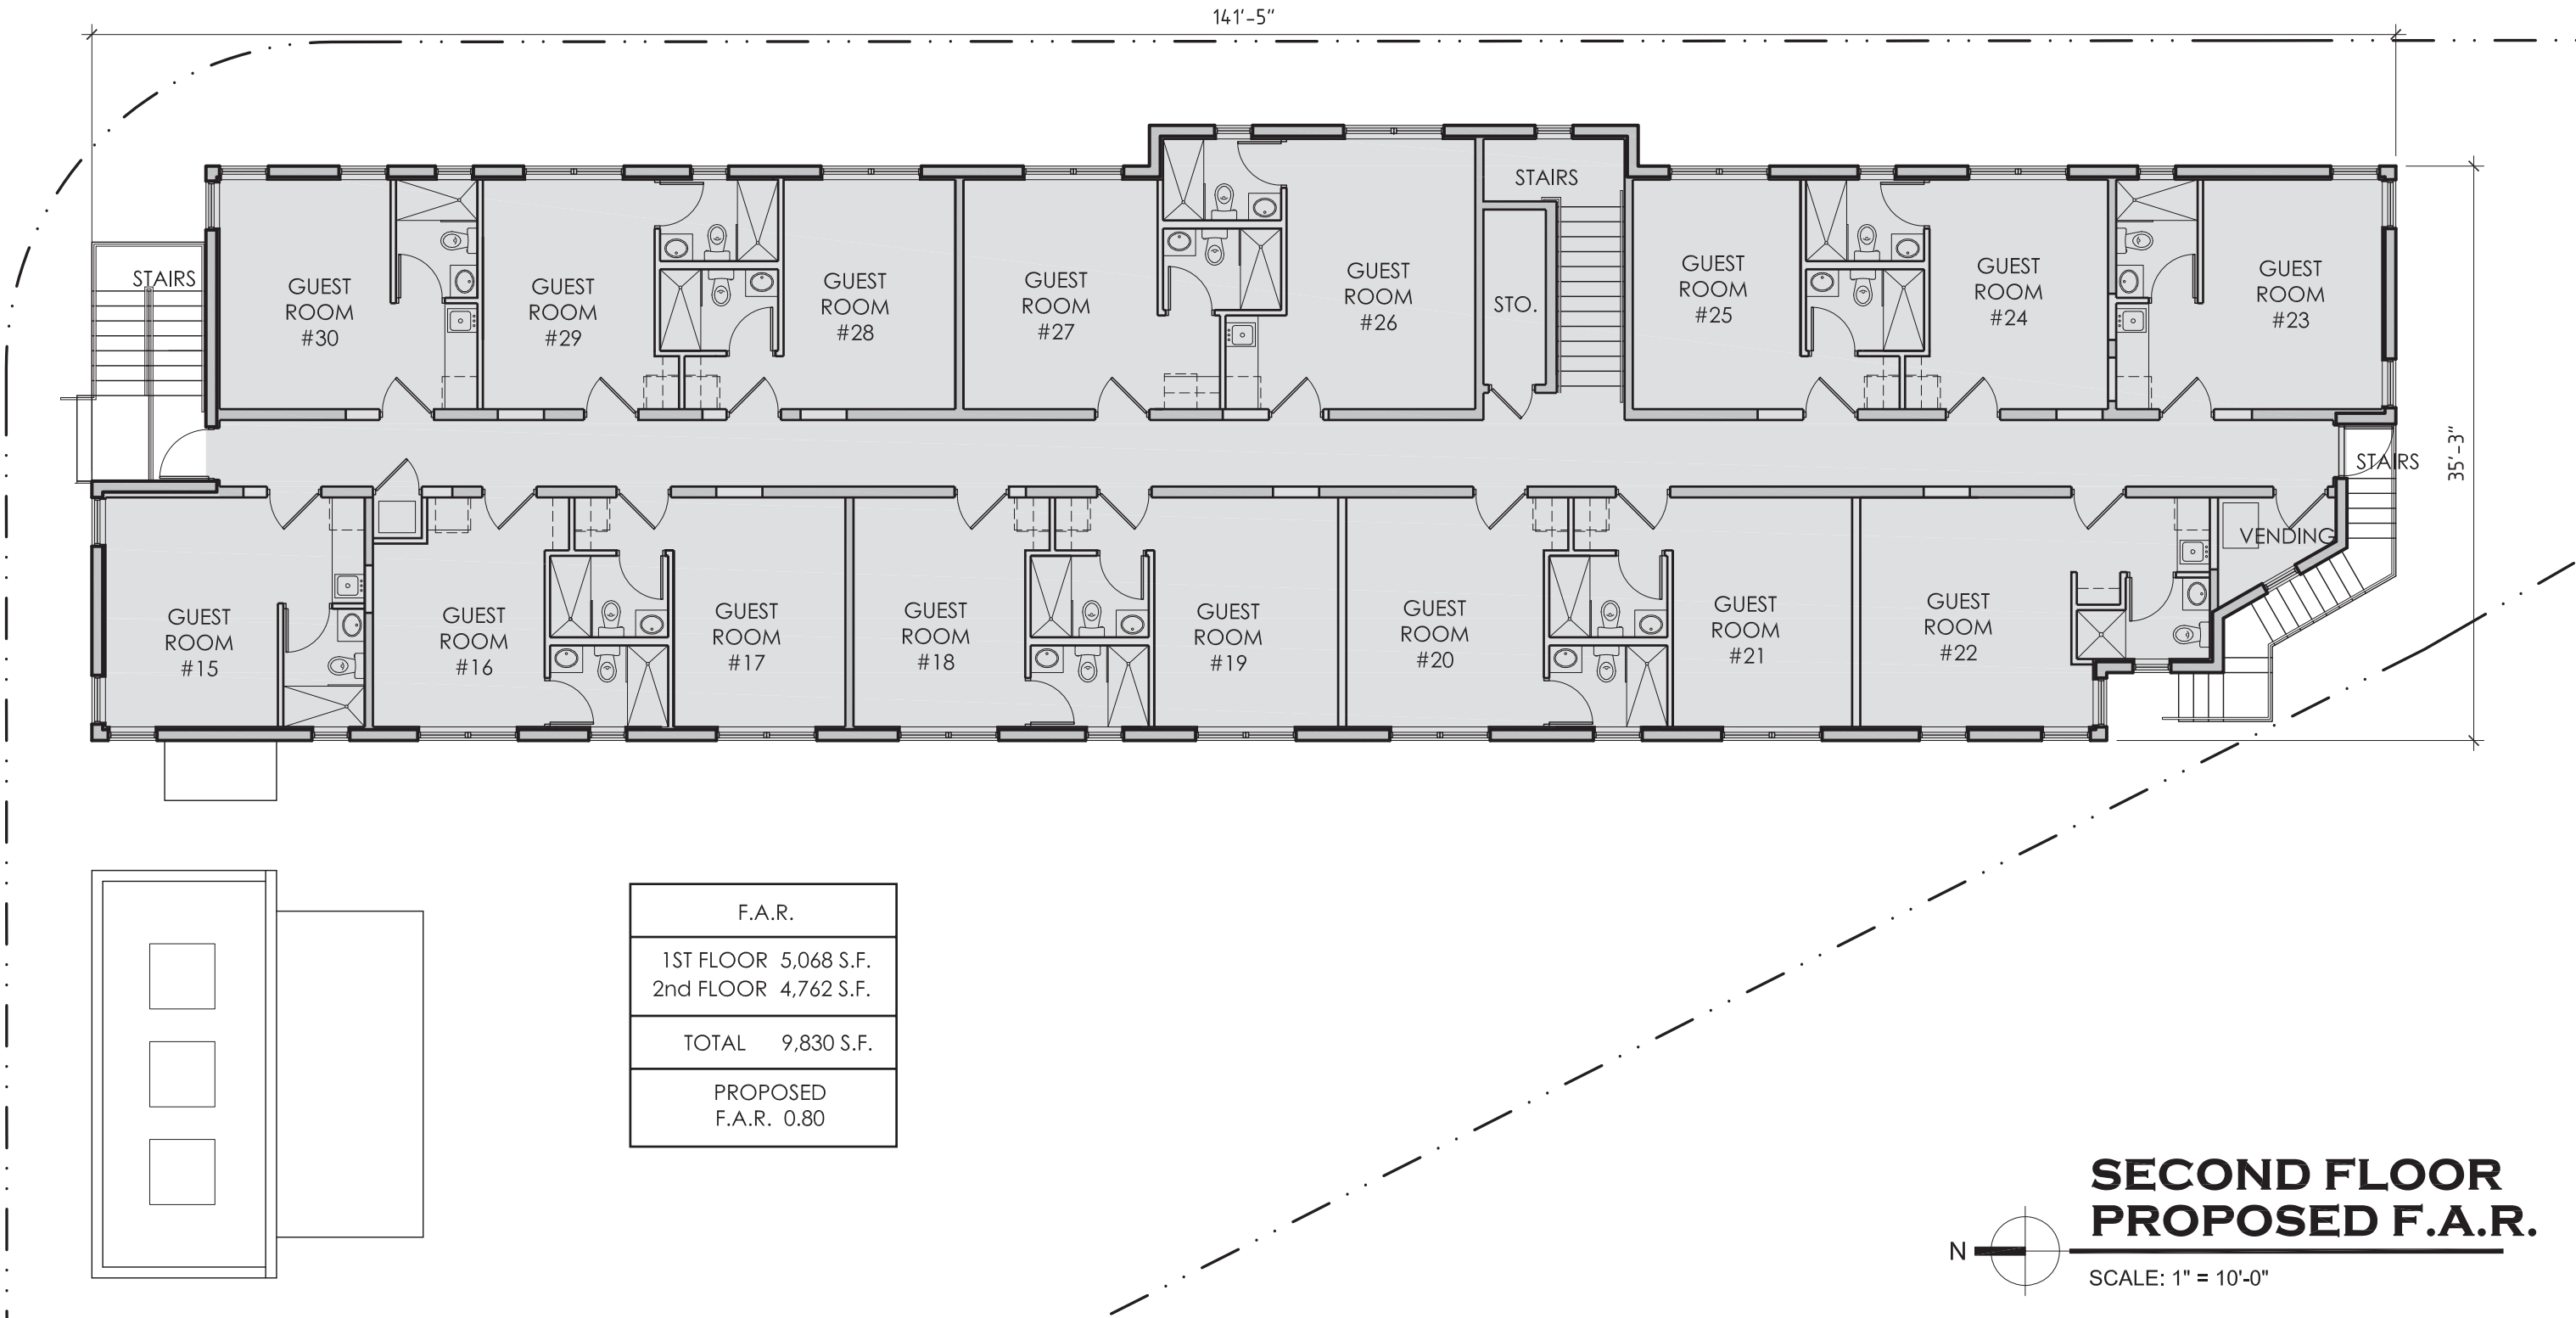 141'-5"
STAIRS
GUEST
ROOM
#30
GUEST
ROOM
#29
GUEST
ROOM
#28
GUEST
ROOM
#27
GUEST
ROOM
#26
STAIRS
STO.
GUEST
ROOM
#25
GUEST
ROOM
#24
GUEST
ROOM
#23
STAIRS
35'-3"
GUEST
ROOM
#15
GUEST
ROOM
#16
GUEST
ROOM
#17
GUEST
ROOM
#18
GUEST
ROOM
#19
GUEST
ROOM
#20
GUEST
ROOM
#21
GUEST
ROOM
#22
VENDING
F.A.R.
1ST FLOOR 5,068 S.F.
2nd FLOOR 4,762 S.F.
TOTAL 9,830 S.F.
PROPOSED
F.A.R. 0.80
SECOND FLOOR
PROPOSED F.A.R.
N
SCALE: 1" = 10'-0"